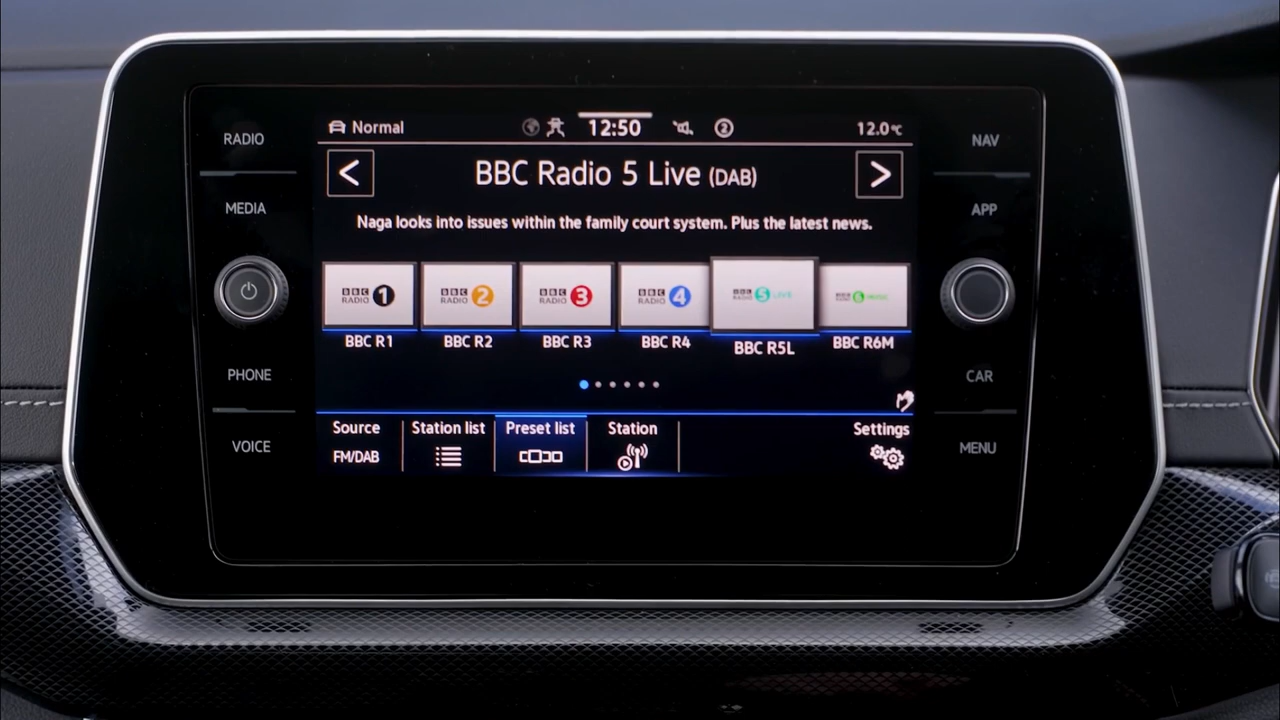 RADIO
MEDIA
PHONE
VOICE
Normal
12:50
2
12.0°C
< BBC Radio 5 Live (DAB) >
Naga looks into issues within the family court system. Plus the latest news.
BBC RADIO 1
BBC RADIO 2
BBC RADIO 3
BBC RADIO 4
BBC RADIO 5 LIVE
BBC 6 MUSIC
BBC R1
BBC R2
BBC R3
BBC R4
BBC R5L
BBC R6M
Source
FM/DAB
Station list
Preset list
Station
Settings
NAV
APP
CAR
MENU